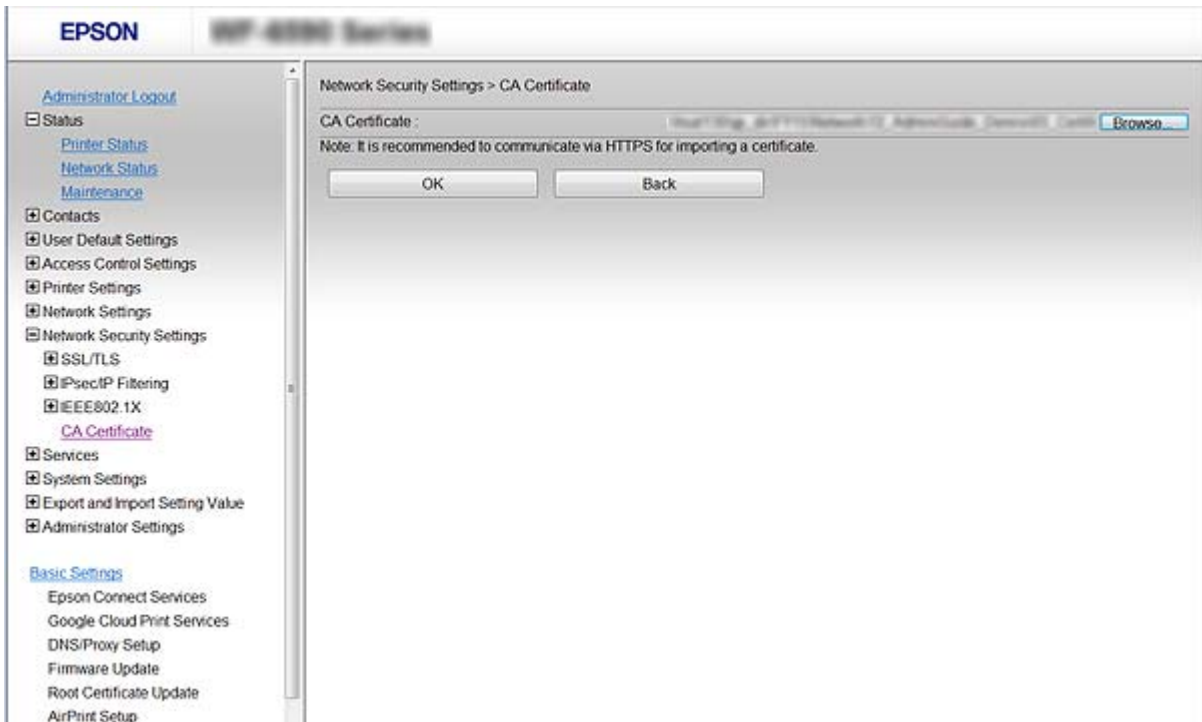 EPSON
Administrator Logout
Status
Printer Status
Network Status
Maintenance
Contacts
User Default Settings
Access Control Settings
Printer Settings
Network Settings
Network Security Settings
SSL/TLS
IPsec/IP Filtering
IEEE802.1X
CA Certificate
Services
System Settings
Export and Import Setting Value
Administrator Settings
Basic Settings
Epson Connect Services
Google Cloud Print Services
DNS/Proxy Setup
Firmware Update
Root Certificate Update
AirPrint Setup
Network Security Settings > CA Certificate
CA Certificate :
Browse...
Note: It is recommended to communicate via HTTPS for importing a certificate.
OK
Back